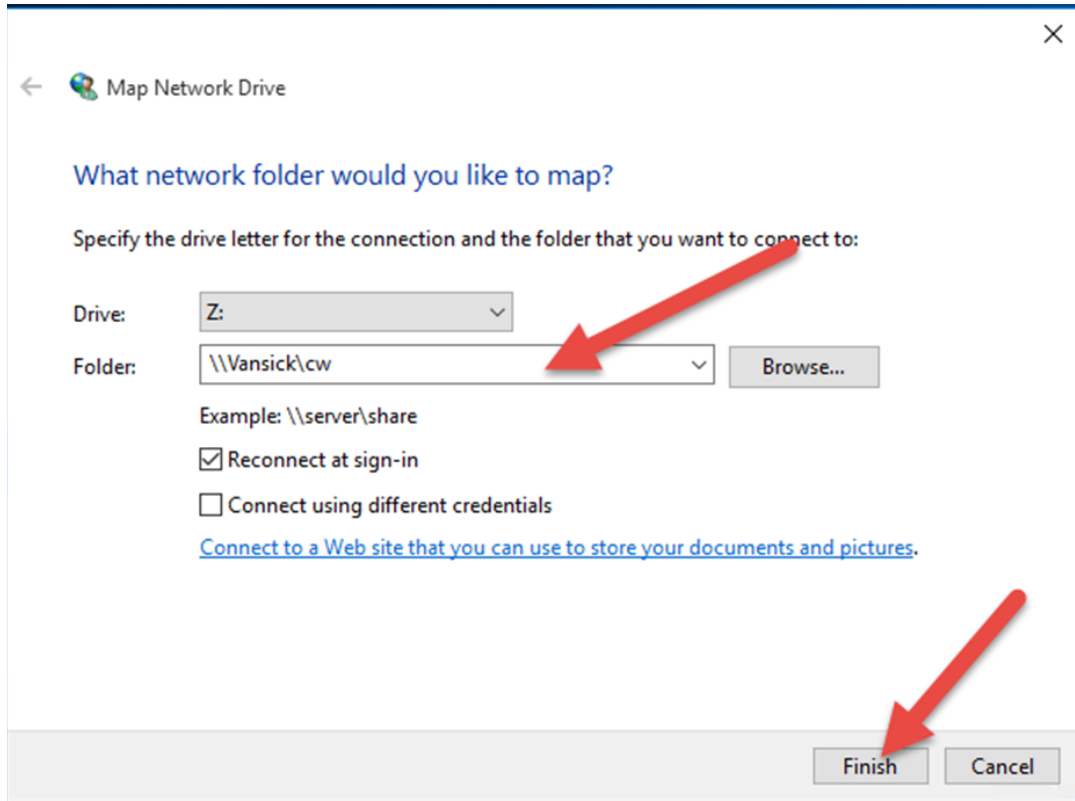 Map Network Drive
What network folder would you like to map?
Specify the drive letter for the connection and the folder that you want to connect to:
Drive: Z:
Folder: \\Vansick\cw Browse...
Example: \\server\share
Reconnect at sign-in
Connect using different credentials
Connect to a Web site that you can use to store your documents and pictures.
Finish Cancel